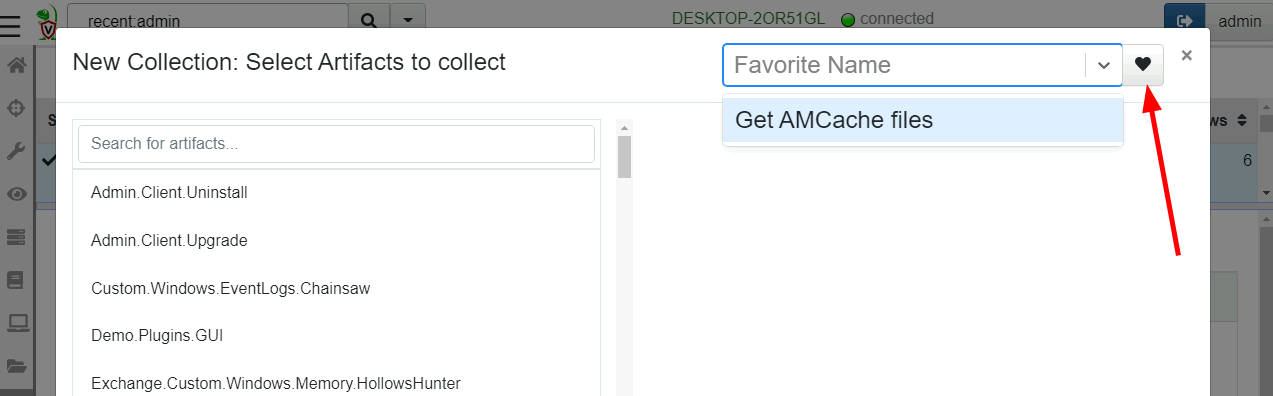 recent:admin
DESKTOP-2OR51GL connected
admin
New Collection: Select Artifacts to collect
Favorite Name
Get AMCache files
Search for artifacts...
6
Admin.Client.Uninstall
Admin.Client.Upgrade
Custom.Windows.EventLogs.Chainsaw
Demo.Plugins.GUI
Exchange.Custom.Windows.Memory.HollowsHunter